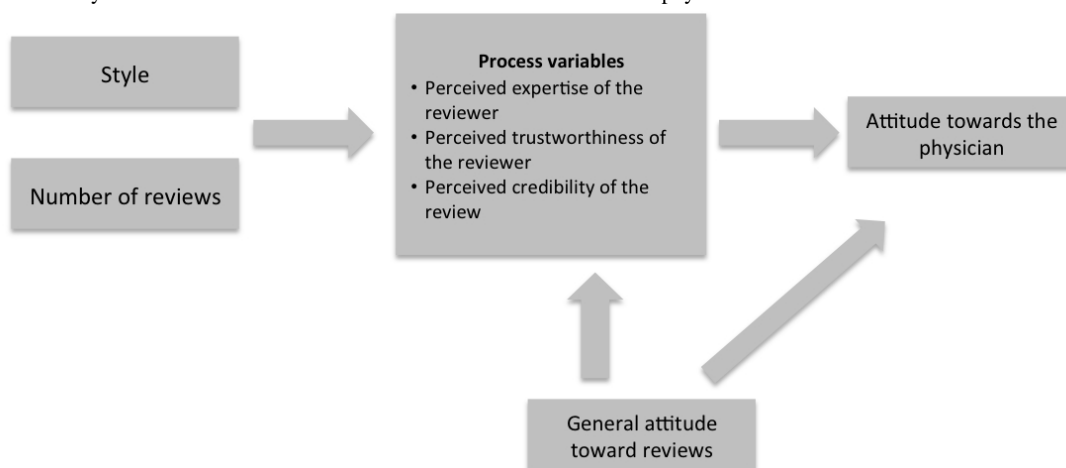 Style
Number of reviews
Process variables
• Perceived expertise of the
reviewer
• Perceived trustworthiness of
the reviewer
• Perceived credibility of the
review
Attitude towards the
physician
General attitude
toward reviews